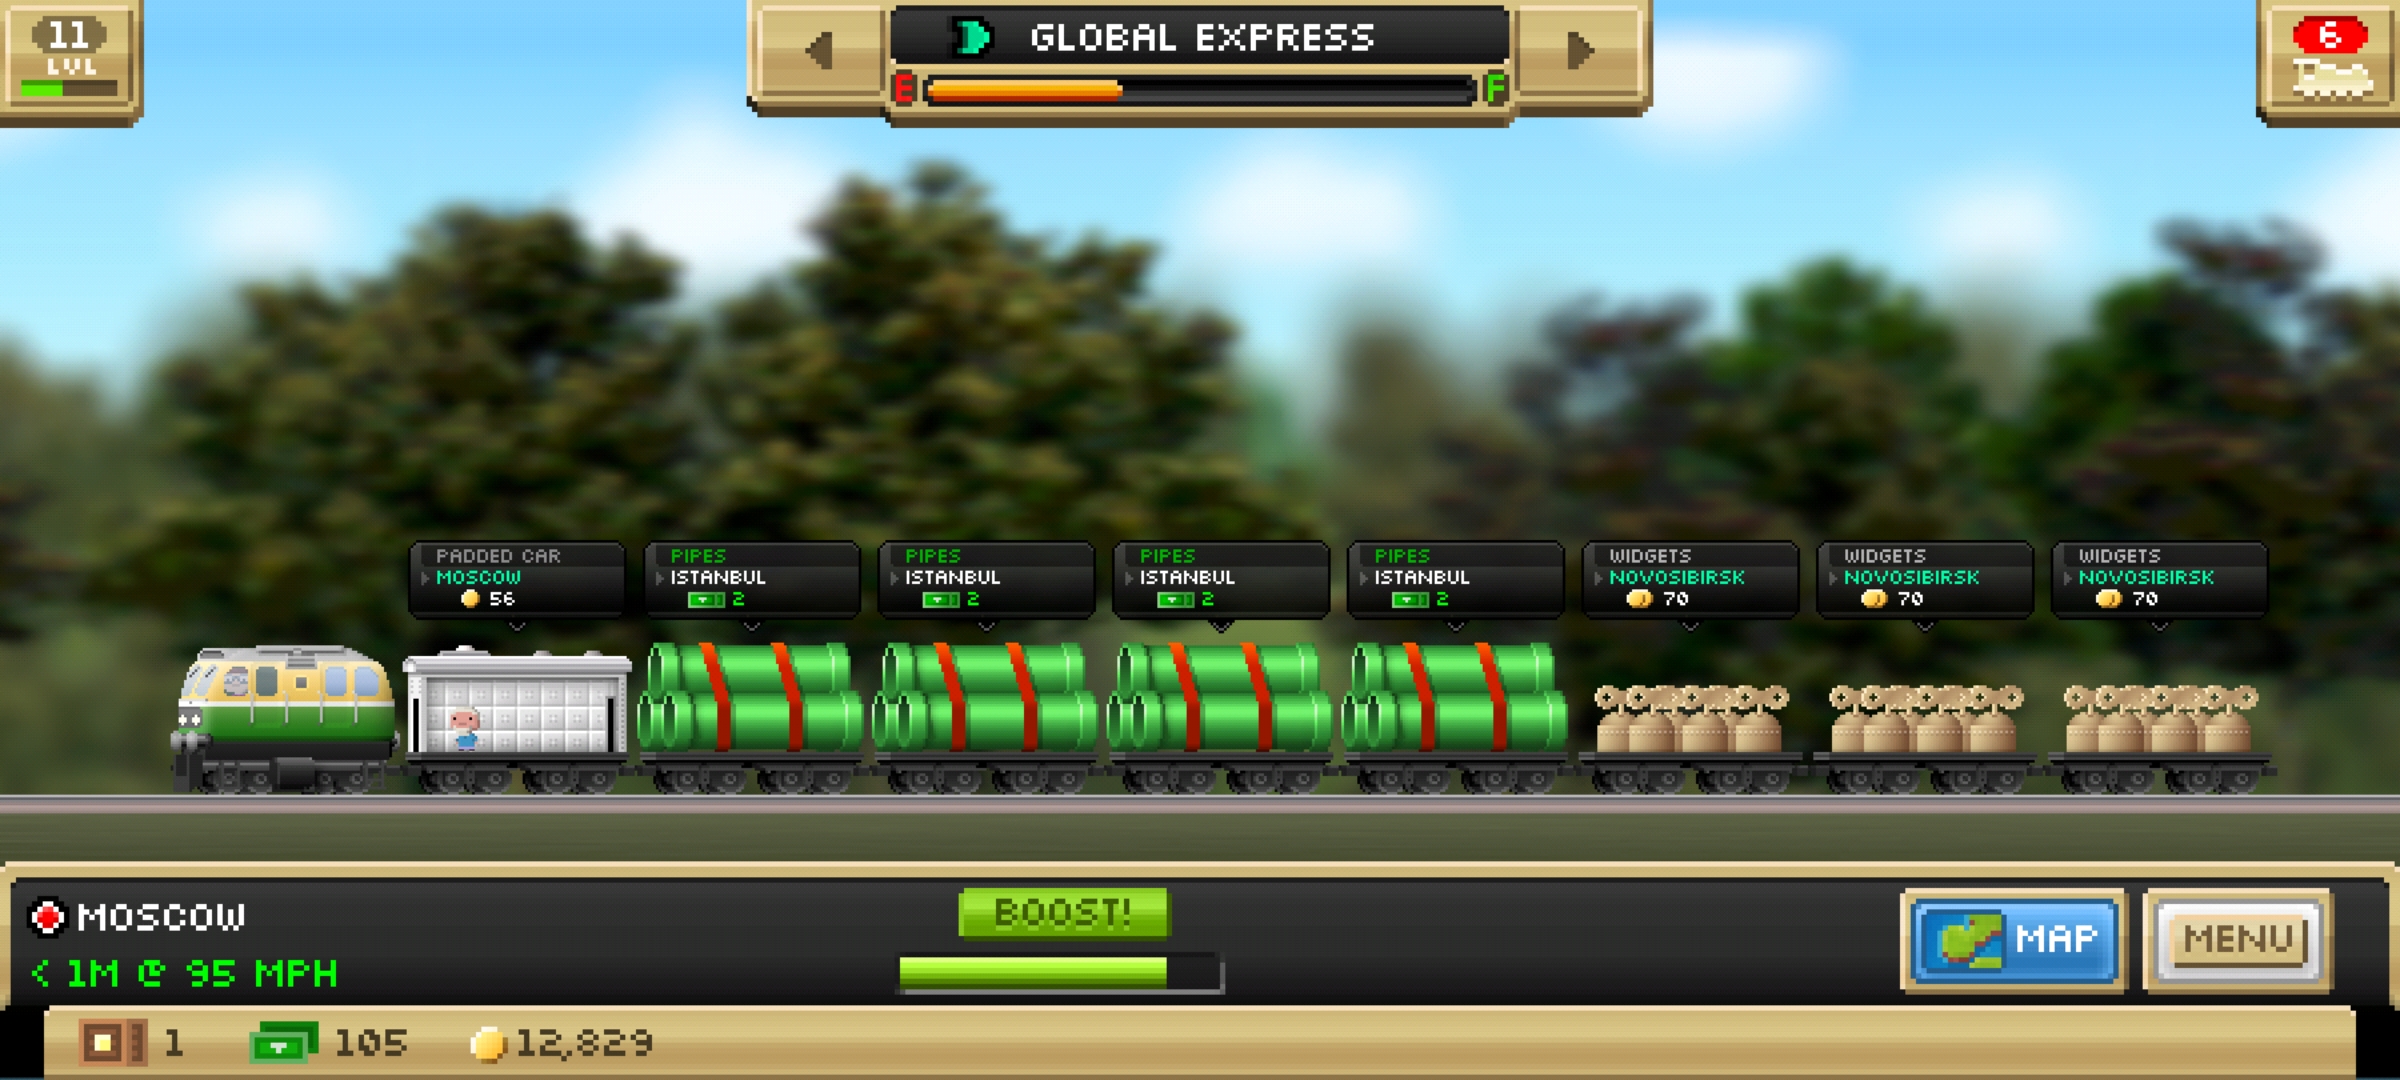 11
LVL
GLOBAL EXPRESS
E
F
6
PADDED CAR
MOSCOW
56
PIPES
ISTANBUL
2
PIPES
ISTANBUL
2
PIPES
ISTANBUL
2
PIPES
ISTANBUL
2
WIDGETS
NOVOSIBIRSK
70
WIDGETS
NOVOSIBIRSK
70
WIDGETS
NOVOSIBIRSK
70
MOSCOW
< 1M @ 95 MPH
BOOST!
MAP
MENU
1
105
12,829